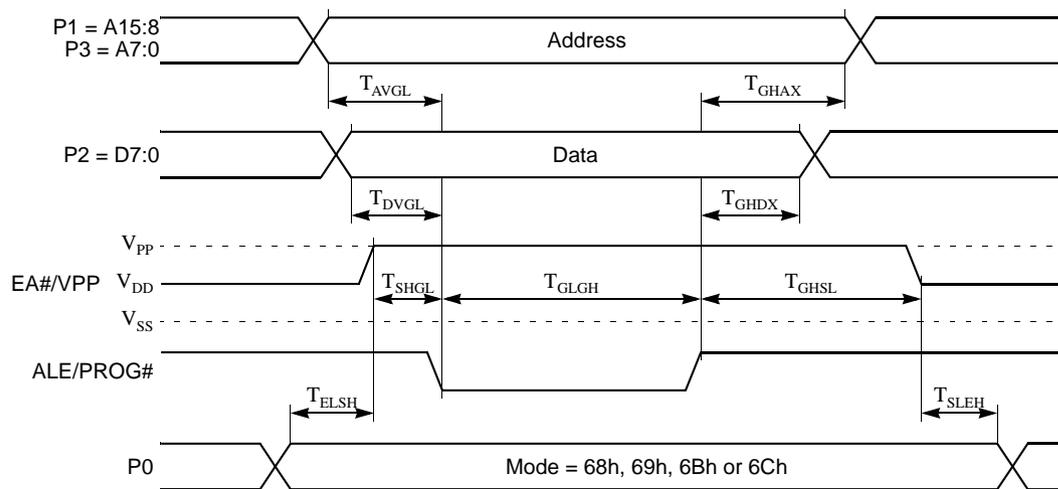 P1 = A15:8
P3 = A7:0
Address
TAVGL
TGHAX
P2 = D7:0
Data
TDVGL
TGHDX
VPP
EA#/VPP
VDD
TSHGL
TGLGH
TGHSL
VSS
ALE/PROG#
TELSH
TSLEH
P0
Mode = 68h, 69h, 6Bh or 6Ch